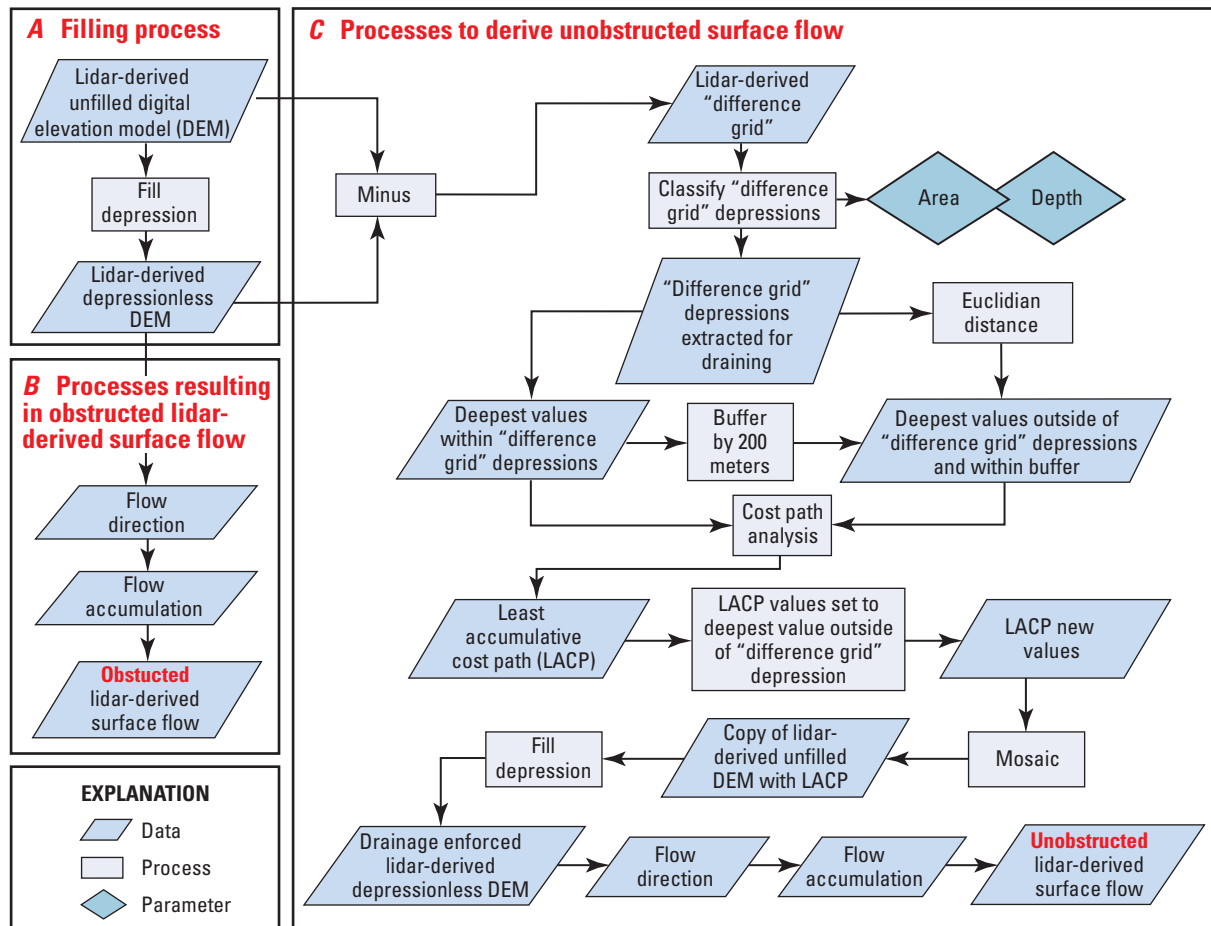 A Filling process
Lidar-derived
unfilled digital
elevation model (DEM)
Fill
depression
Lidar-derived
depressionless
DEM
B Processes resulting
in obstructed lidar-
derived surface flow
Flow
direction
Flow
accumulation
Obstucted
lidar-derived
surface flow
EXPLANATION
Data
Process
Parameter
C Processes to derive unobstructed surface flow
Minus
Lidar-derived
“difference
grid”
Classify “difference
grid” depressions
Area
Depth
“Difference grid”
depressions
extracted for
draining
Euclidian
distance
Deepest values
within “difference
grid” depressions
Buffer
by 200
meters
Deepest values outside of
“difference grid” depressions
and within buffer
Cost path
analysis
Least
accumulative
cost path (LACP)
LACP values set to
deepest value outside
of “difference grid”
depression
LACP new
values
Mosaic
Copy of lidar-
derived unfilled
DEM with LACP
Fill
depression
Drainage enforced
lidar-derived
depressionless DEM
Flow
direction
Flow
accumulation
Unobstructed
lidar-derived
surface flow